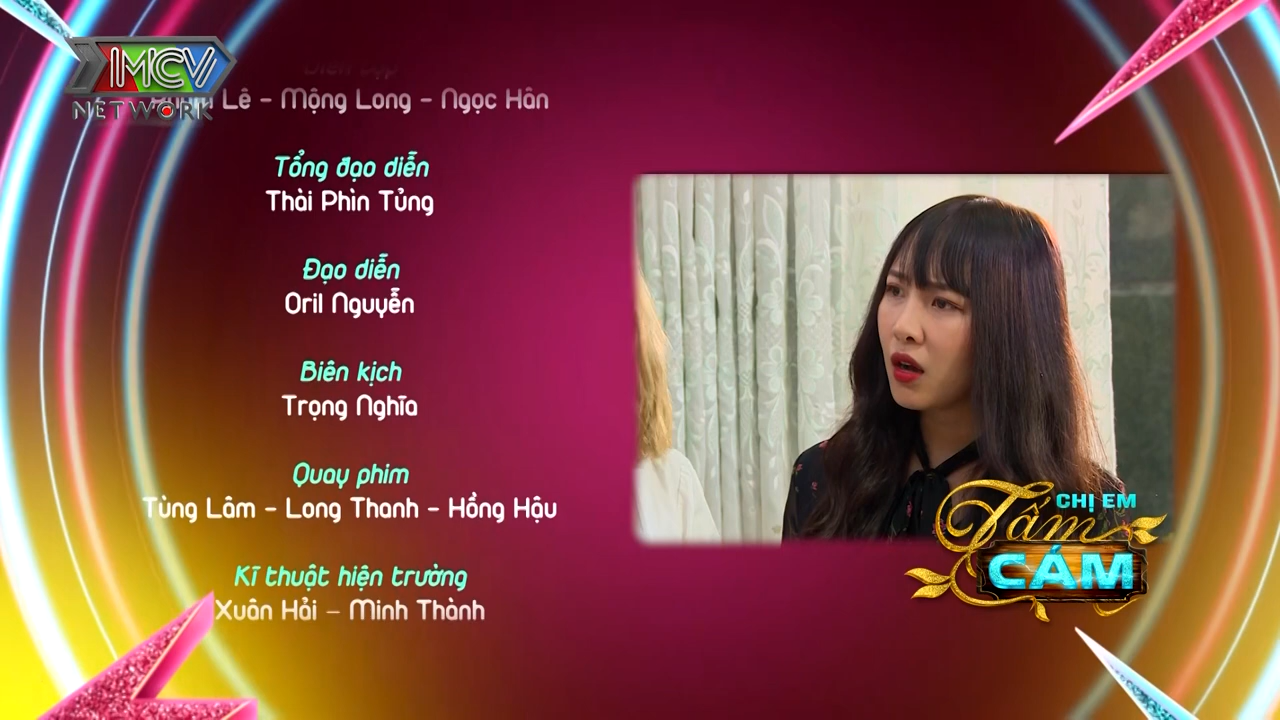 MCV
NETWORK
Lê - Mộng Long - Ngọc Hân
Tổng đạo diễn
Thài Phìn Tủng
Đạo diễn
Oril Nguyễn
Biên kịch
Trọng Nghĩa
Quay phim
Tùng Lâm - Long Thanh - Hồng Hậu
Kĩ thuật hiện trường
Xuân Hải - Minh Thành
CHỊ EM
Tấm
CÁM